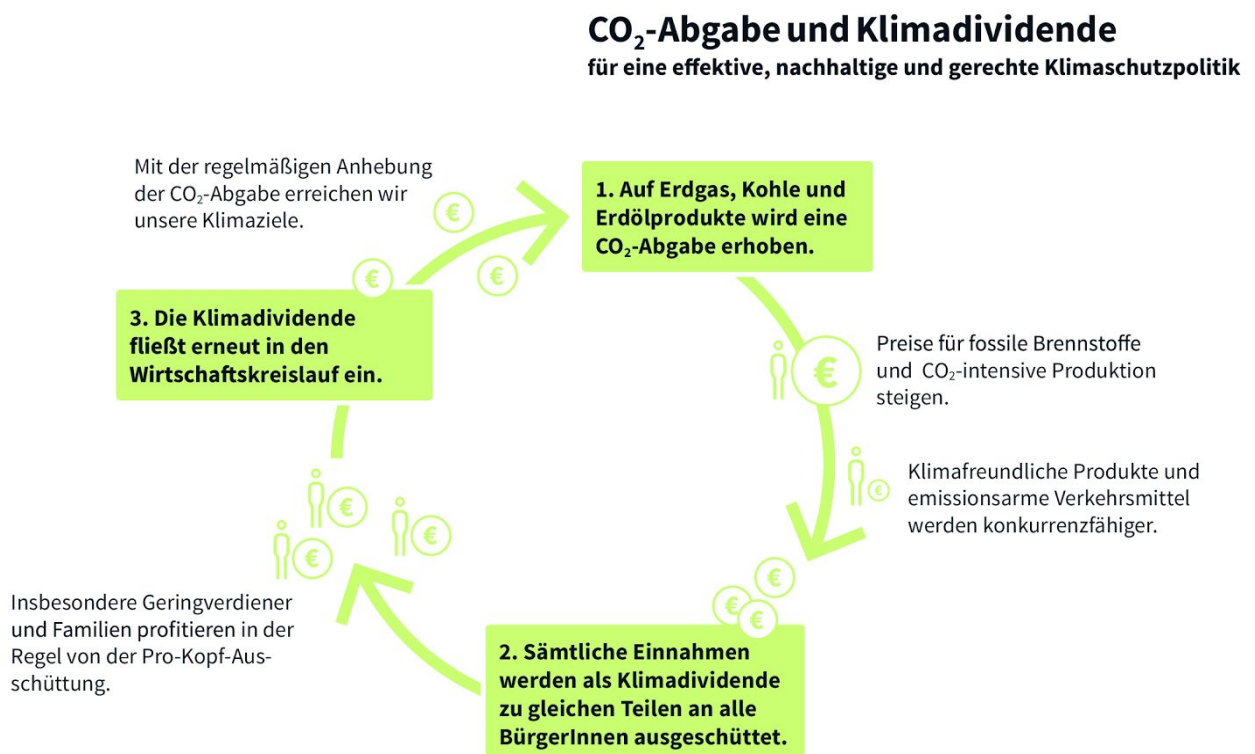 CO₂-Abgabe und Klimadividende
für eine effektive, nachhaltige und gerechte Klimaschutzpolitik
Mit der regelmäßigen Anhebung
der CO₂-Abgabe erreichen wir
unsere Klimaziele.
1. Auf Erdgas, Kohle und
Erdölprodukte wird eine
CO₂-Abgabe erhoben.
€
€
€
3. Die Klimadividende
fließt erneut in den
Wirtschaftskreislauf ein.
€
Preise für fossile Brennstoffe
und CO₂-intensive Produktion
steigen.
€
Klimafreundliche Produkte und
emissionsarme Verkehrsmittel
werden konkurrenzfähiger.
€
€
€
€
€
€
Insbesondere Geringverdiener
und Familien profitieren in der
Regel von der Pro-Kopf-Aus-
schüttung.
2. Sämtliche Einnahmen
werden als Klimadividende
zu gleichen Teilen an alle
BürgerInnen ausgeschüttet.